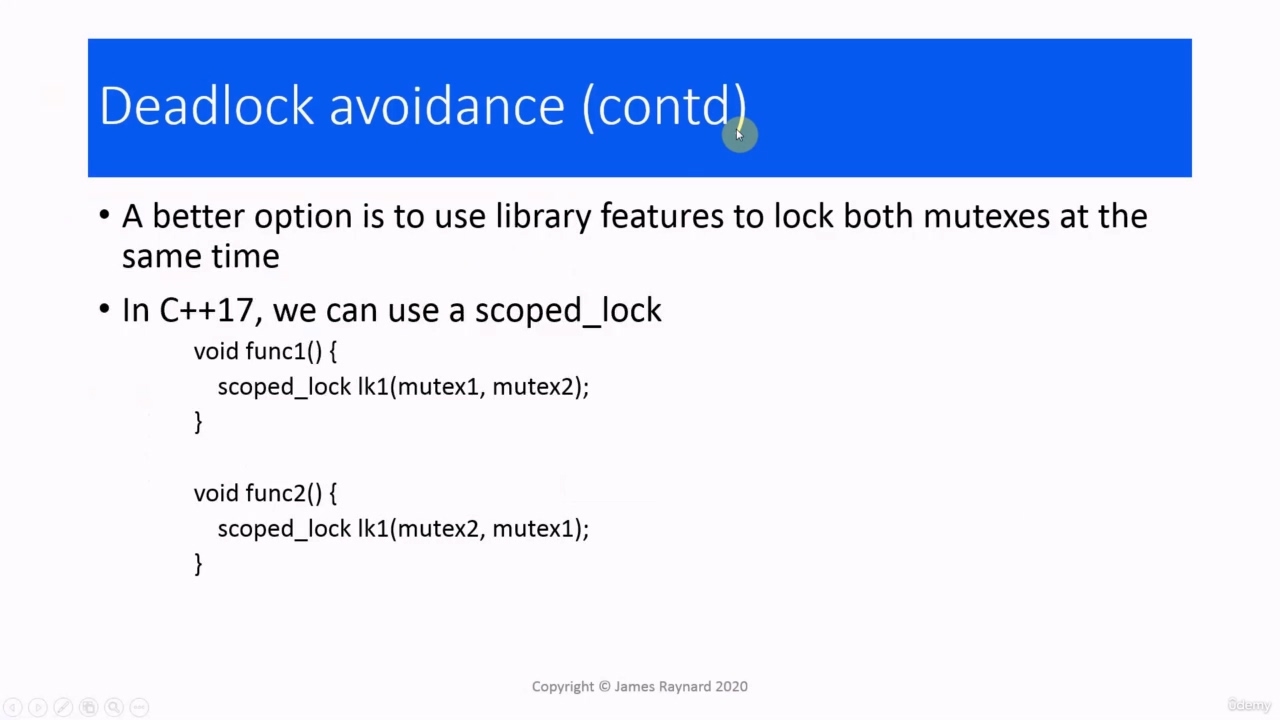 Deadlock avoidance (contd)
• A better option is to use library features to lock both mutexes at the
same time
• In C++17, we can use a scoped_lock
void func1() {
scoped_lock lk1(mutex1, mutex2);
}
void func2() {
scoped_lock lk1(mutex2, mutex1);
}
Copyright © James Raynard 2020
ûdemy